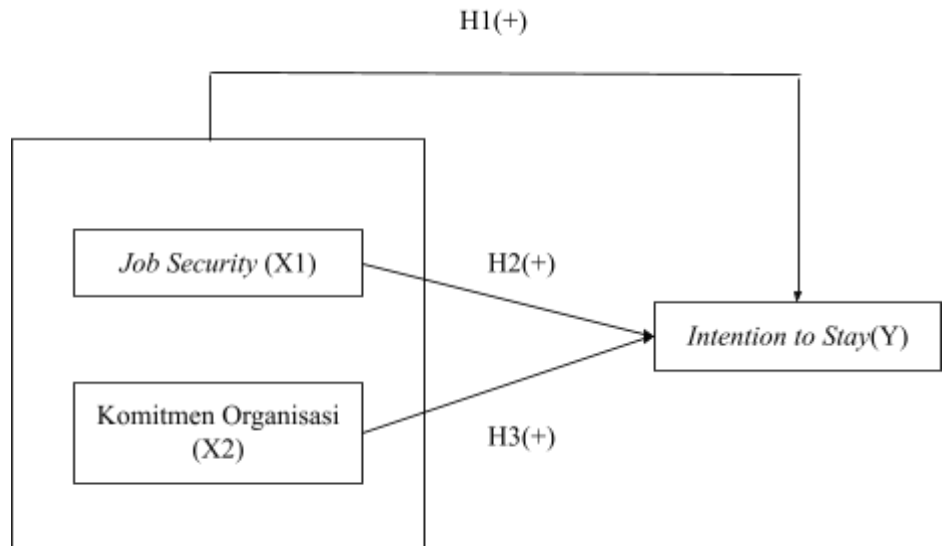 H1(+)
Job Security (X1)
H2(+)
Intention to Stay(Y)
Komitmen Organisasi
(X2)
H3(+)